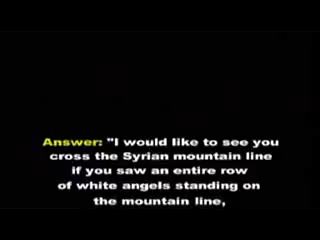 Answer: "I would like to see you
cross the Syrian mountain line
if you saw an entire row
of white angels standing on
the mountain line,